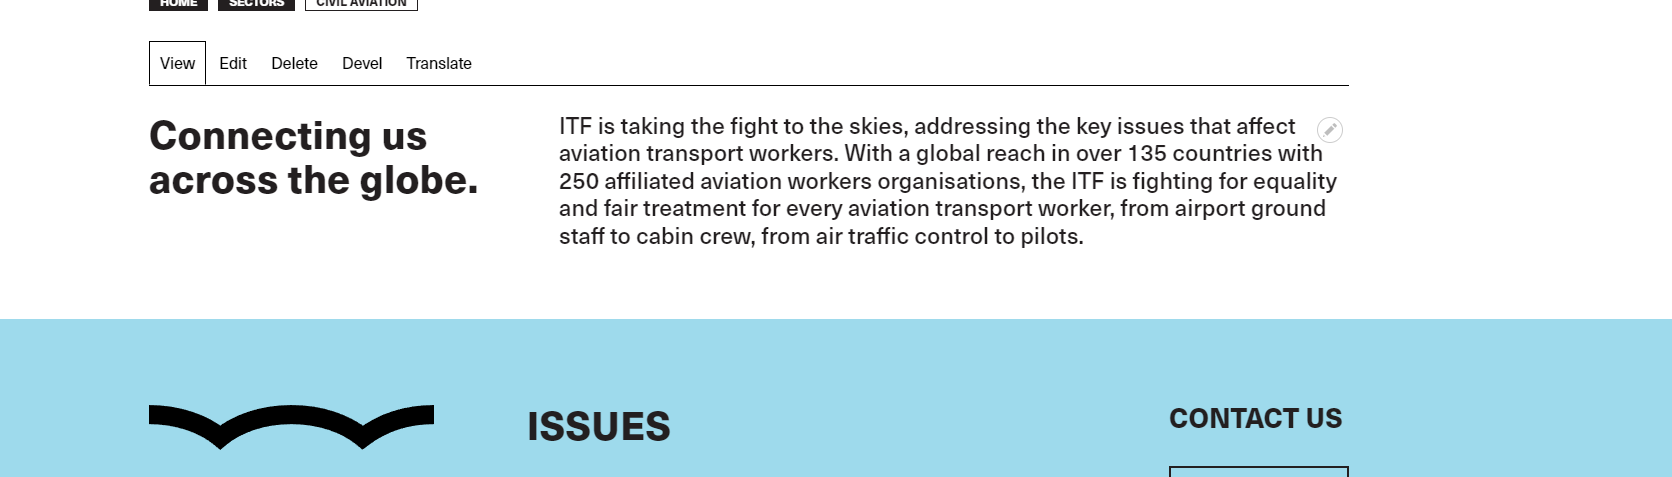 HOME SECTORS CIVIL AVIATION
View Edit Delete Devel Translate
Connecting us
across the globe.
ITF is taking the fight to the skies, addressing the key issues that affect
aviation transport workers. With a global reach in over 135 countries with
250 affiliated aviation workers organisations, the ITF is fighting for equality
and fair treatment for every aviation transport worker, from airport ground
staff to cabin crew, from air traffic control to pilots.
ISSUES
CONTACT US